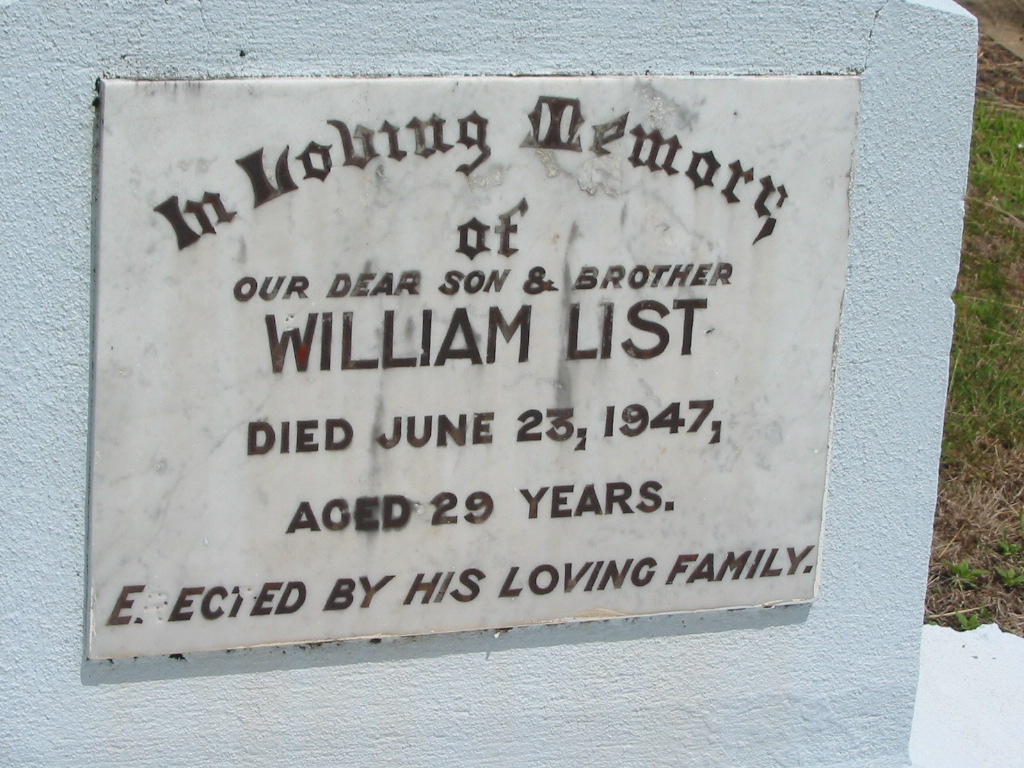 In Loving Memory,
of
OUR DEAR SON & BROTHER
WILLIAM LIST
DIED JUNE 23, 1947,
AGED 29 YEARS.
ERECTED BY HIS LOVING FAMILY.